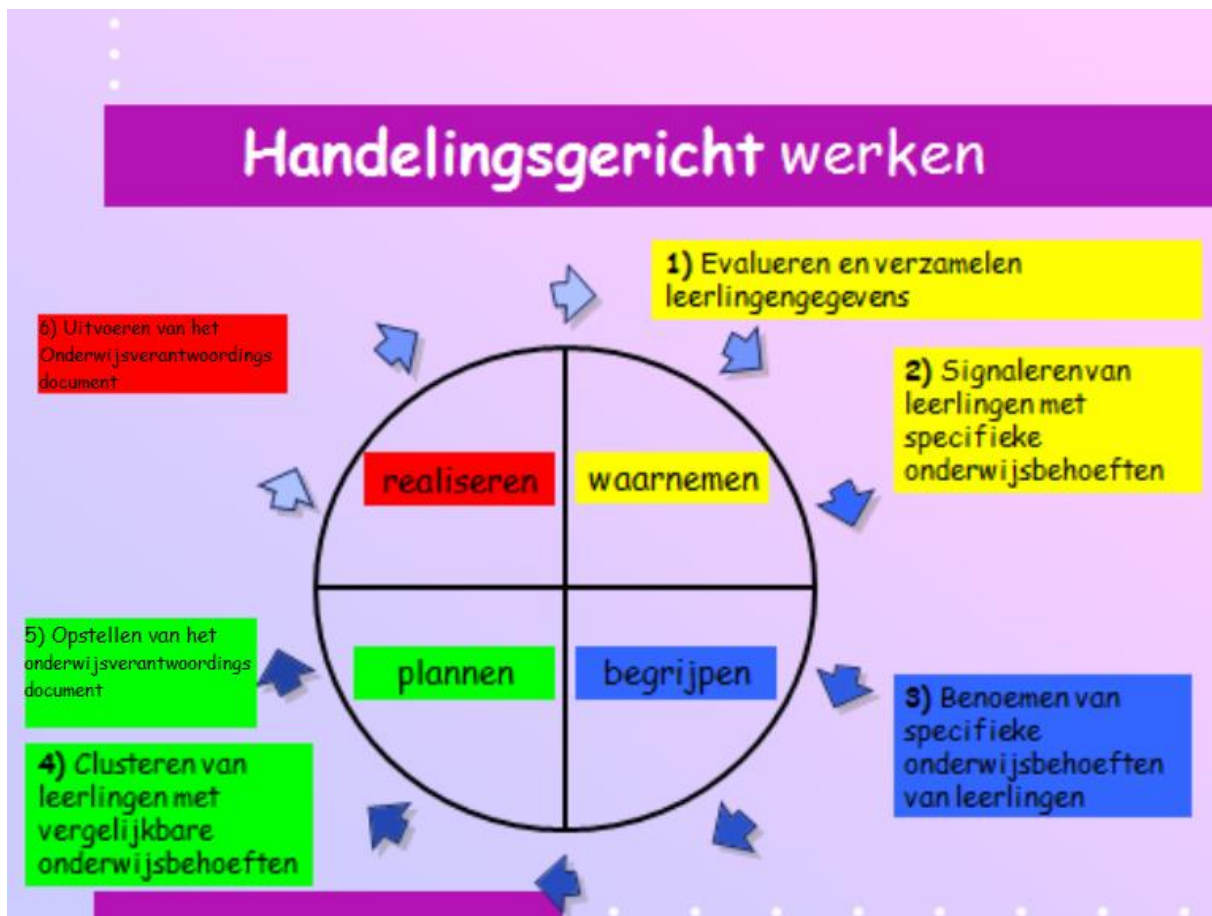 Handelingsgericht werken
1) Evalueren en verzamelen
leerlingengegevens
2) Signaleren van
leerlingen met
specifieke
onderwijsbehoeften
3) Benoemen van
specifieke
onderwijsbehoeften
van leerlingen
4) Clusteren van
leerlingen met
vergelijkbare
onderwijsbehoeften
5) Opstellen van het
onderwijsverantwoordings
document
6) Uitvoeren van het
Onderwijsverantwoordings
document
realiseren
waarnemen
plannen
begrijpen